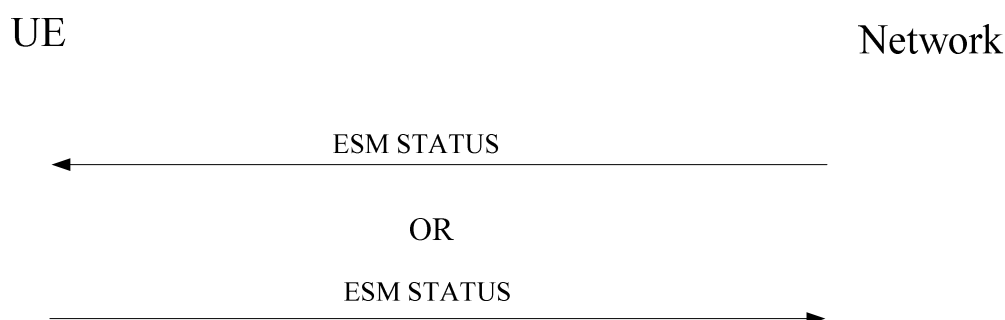 UE
Network
ESM STATUS
OR
ESM STATUS